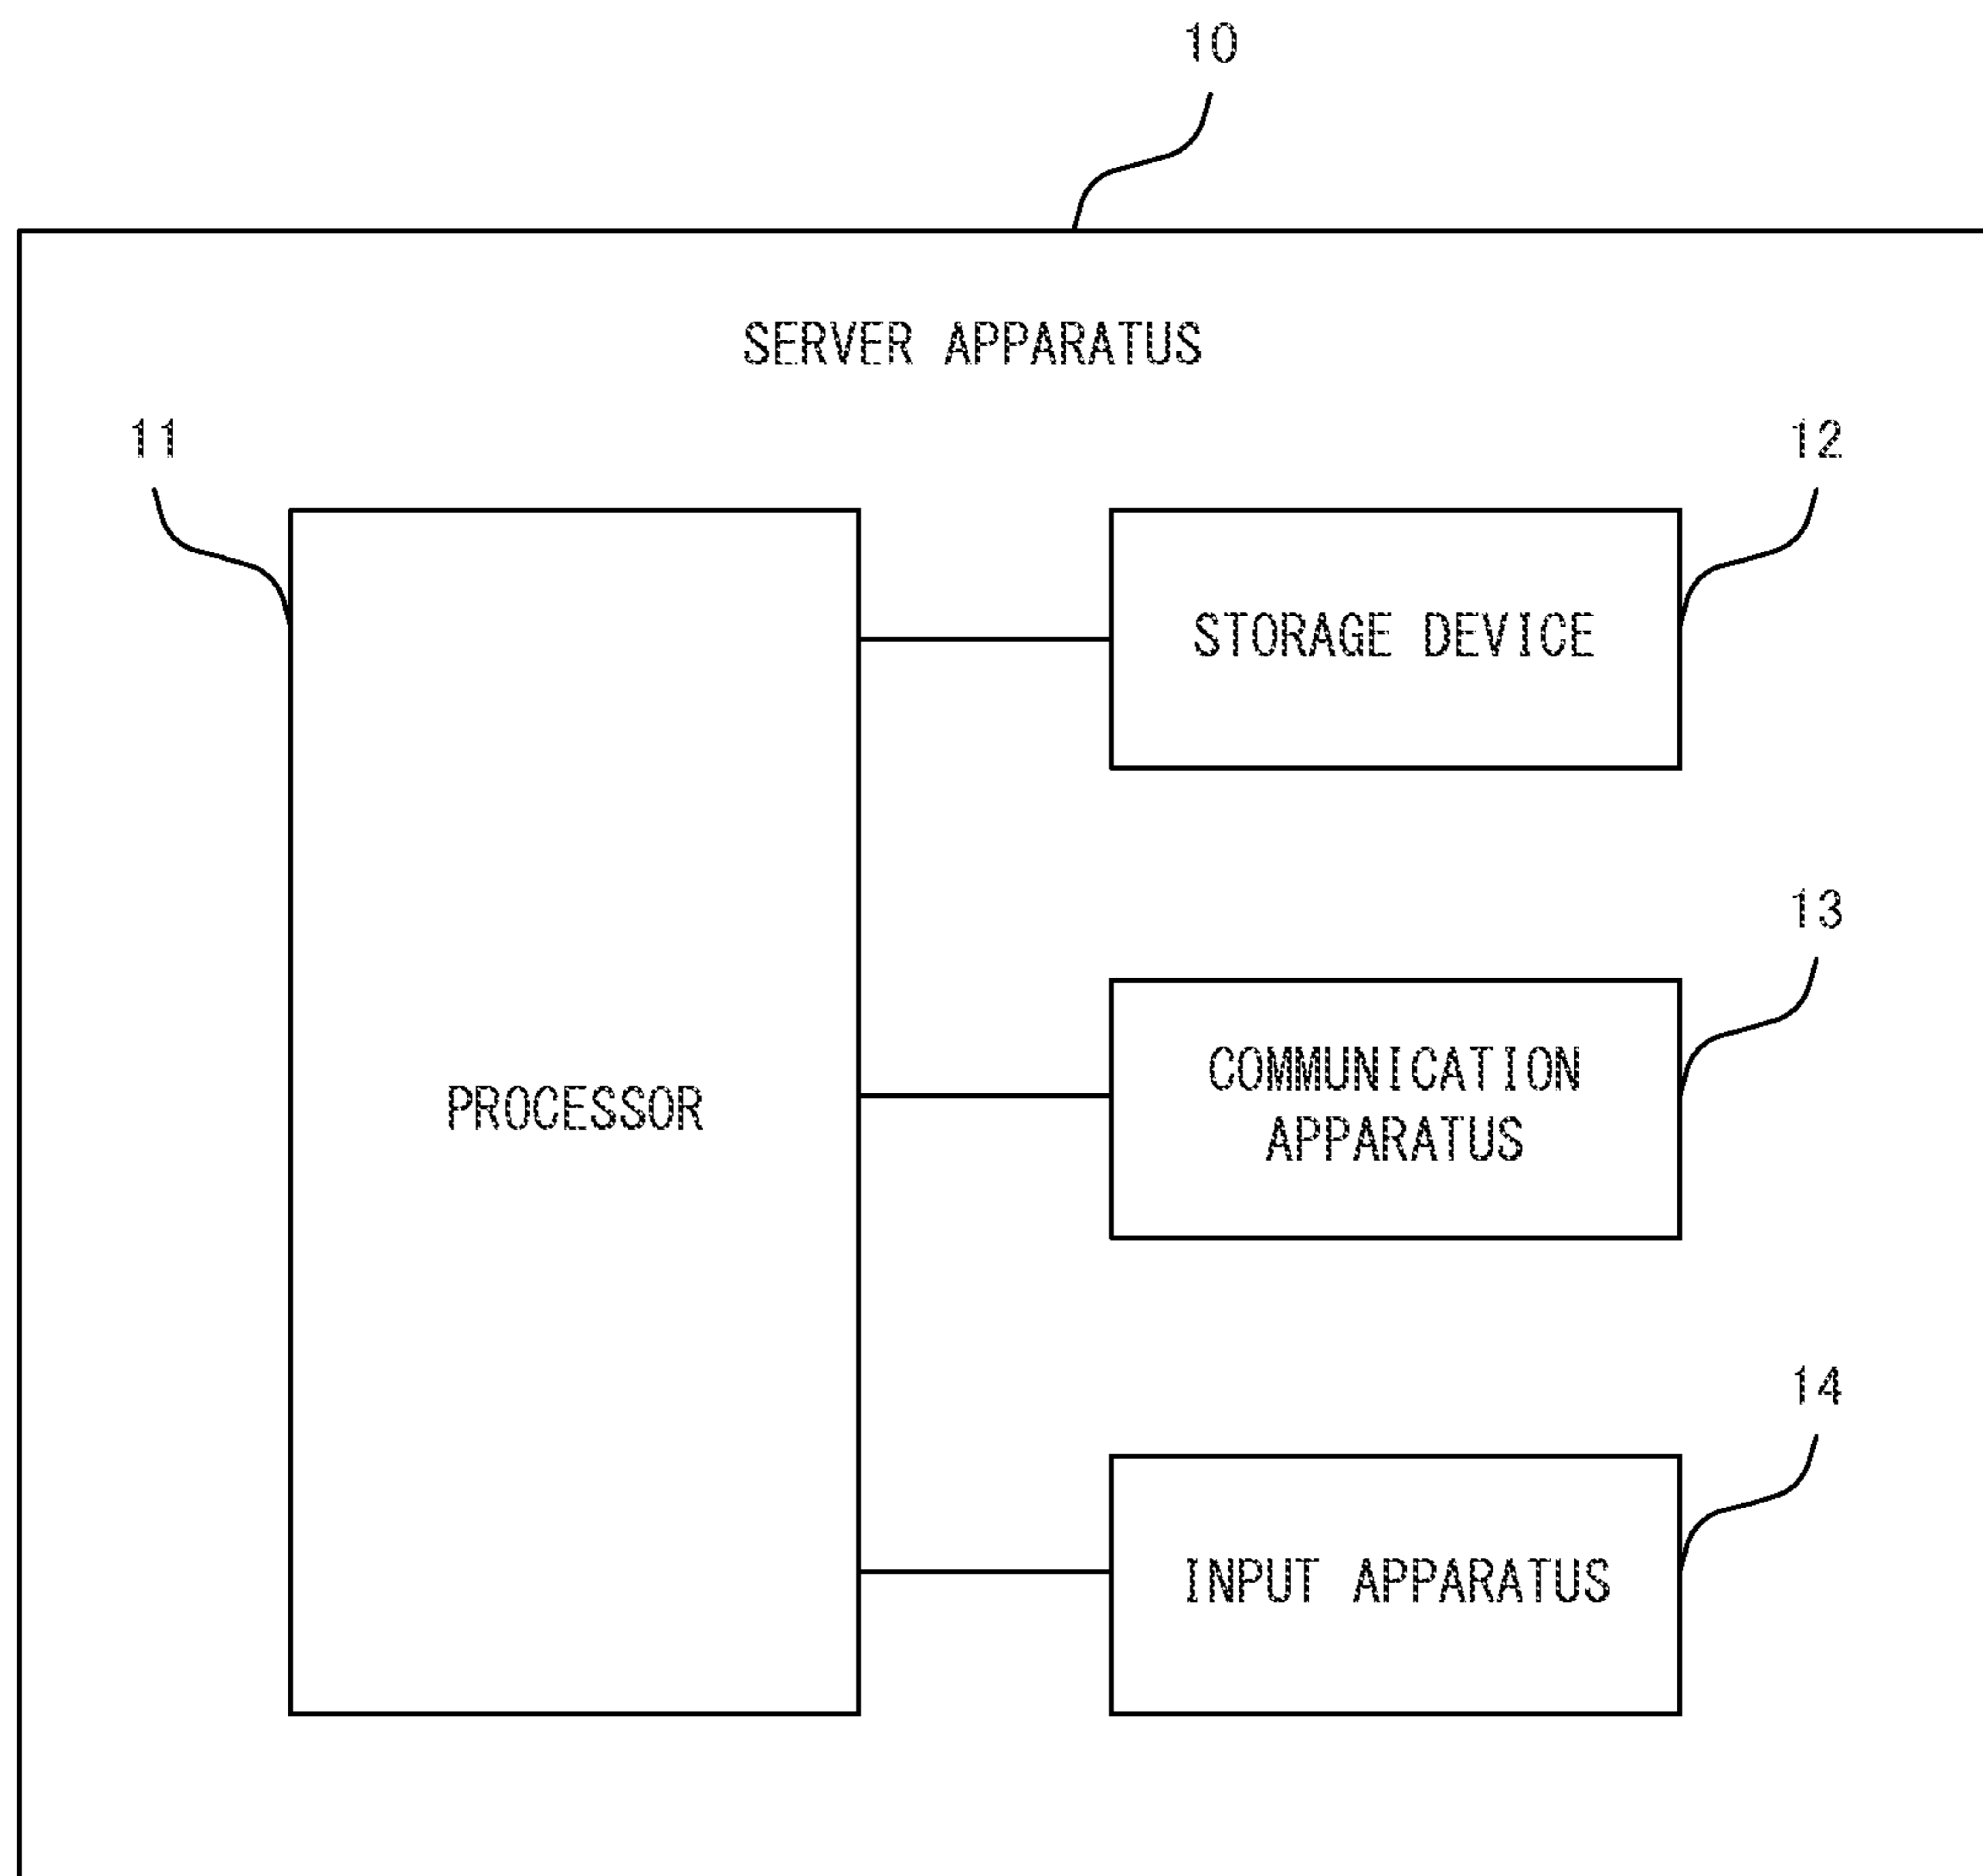 10
SERVER APPARATUS
11
12
STORAGE DEVICE
13
PROCESSOR
COMMUNICATION
APPARATUS
14
INPUT APPARATUS